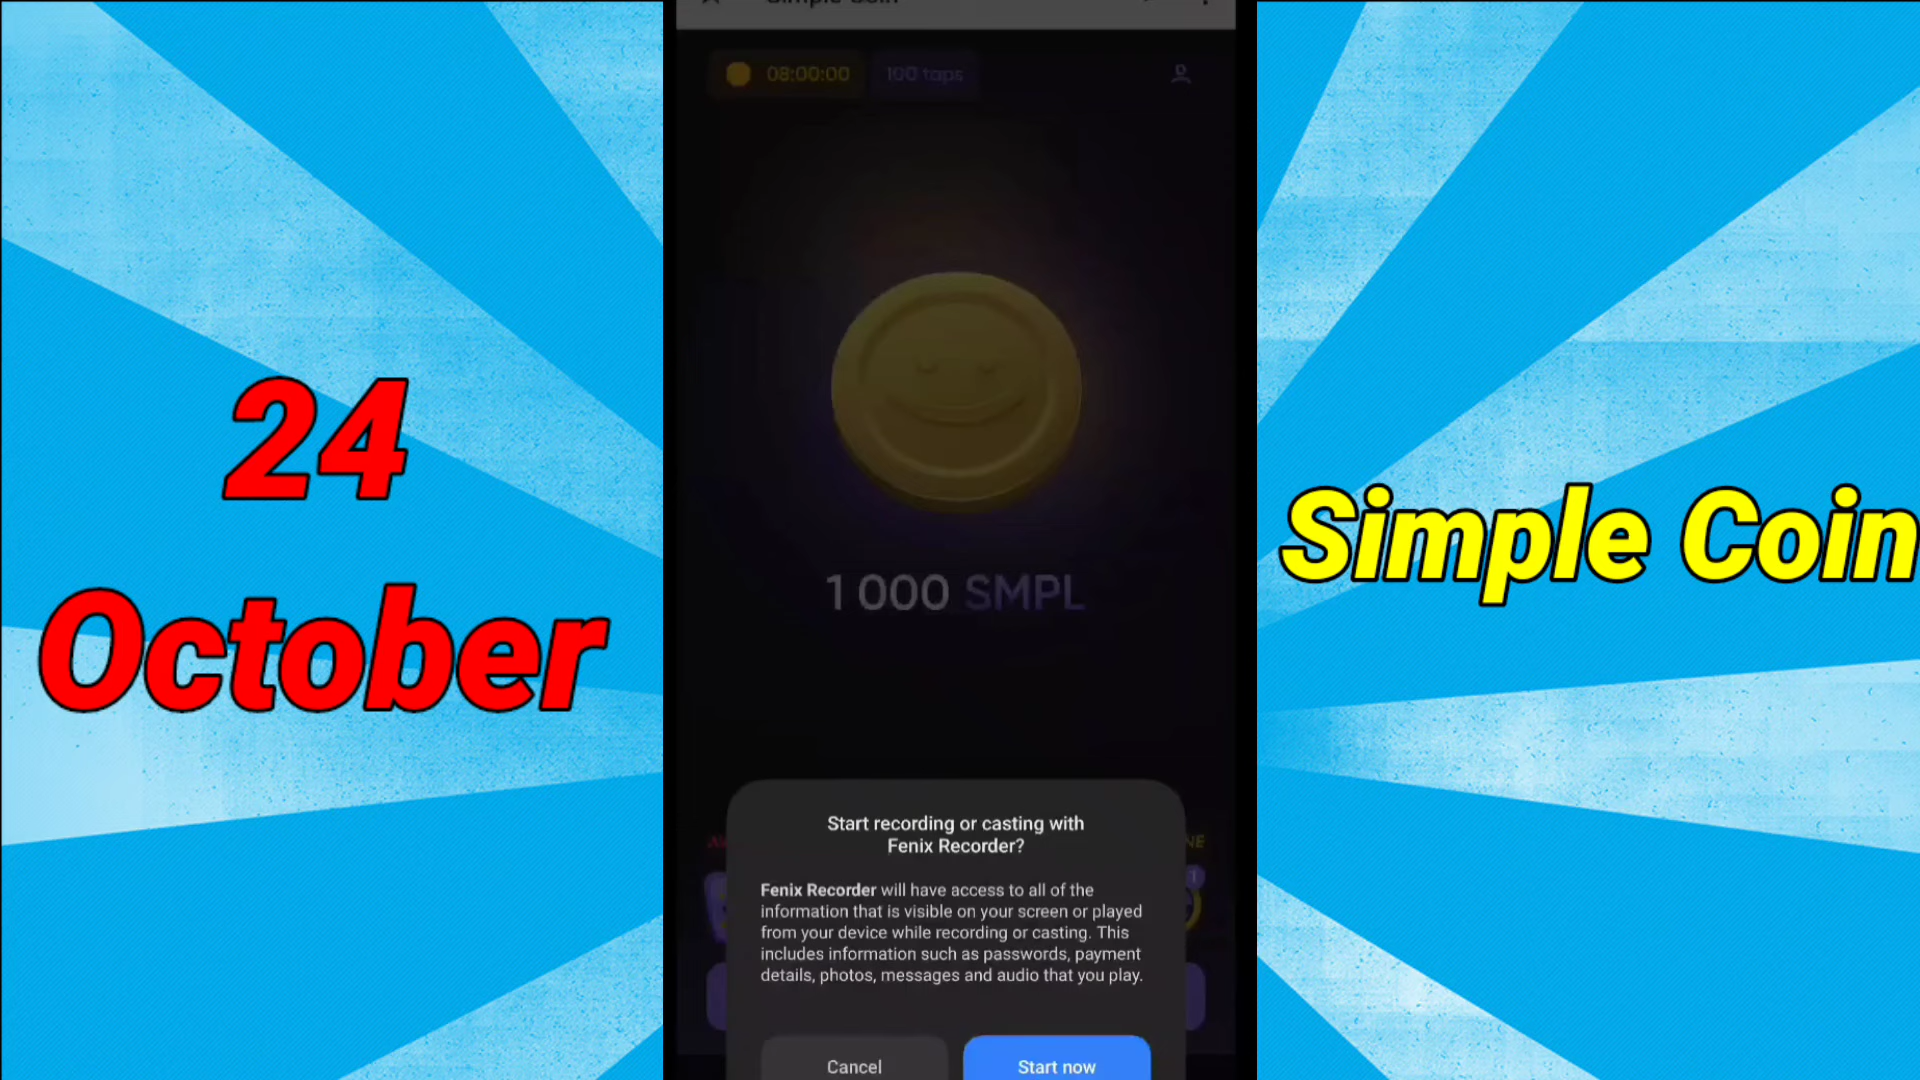 Simple Coin
08:00:00
100 taps
24
October
Simple Coin
1 000 SMPL
Start recording or casting with
Fenix Recorder?
Fenix Recorder will have access to all of the
information that is visible on your screen or played
from your device while recording or casting. This
includes information such as passwords, payment
details, photos, messages and audio that you play.
1
Cancel
Start now